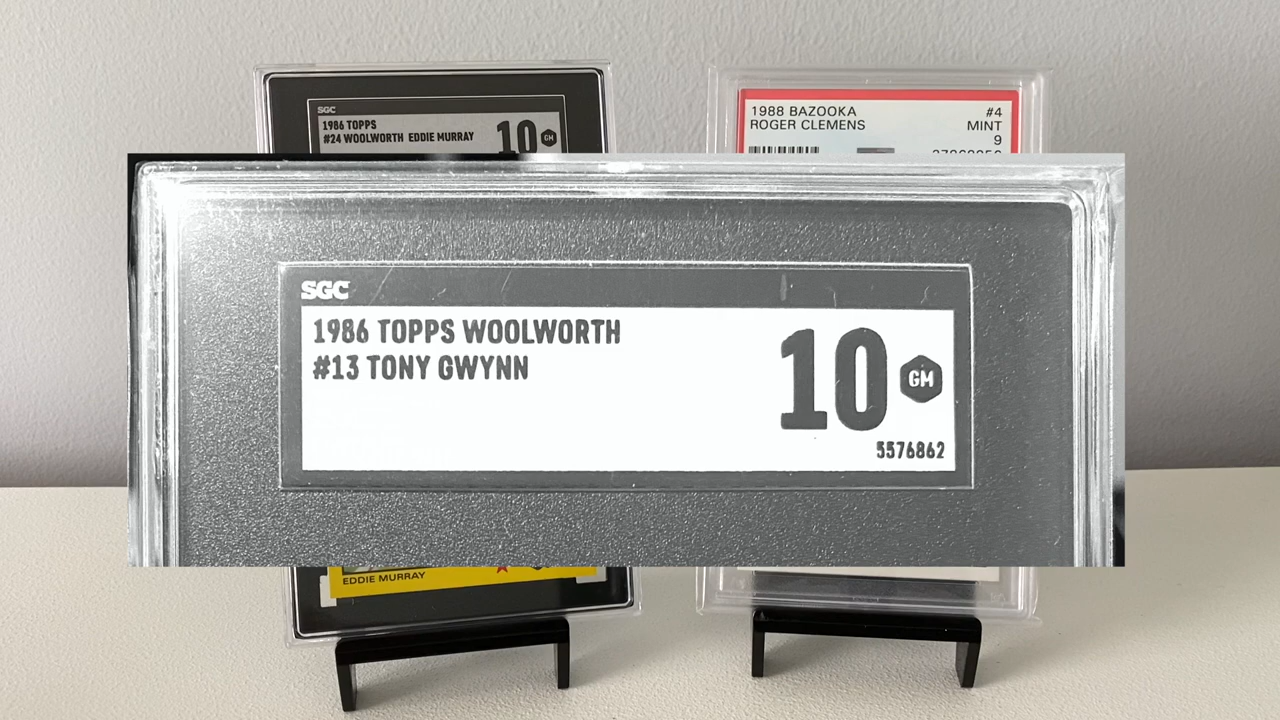 SGC
1986 TOPPS
#24 WOOLWORTH EDDIE MURRAY
10
GM
1988 BAZOOKA #4
ROGER CLEMENS MINT
9
SGC
1986 TOPPS WOOLWORTH
#13 TONY GWYNN
10
GM
5576862
EDDIE MURRAY